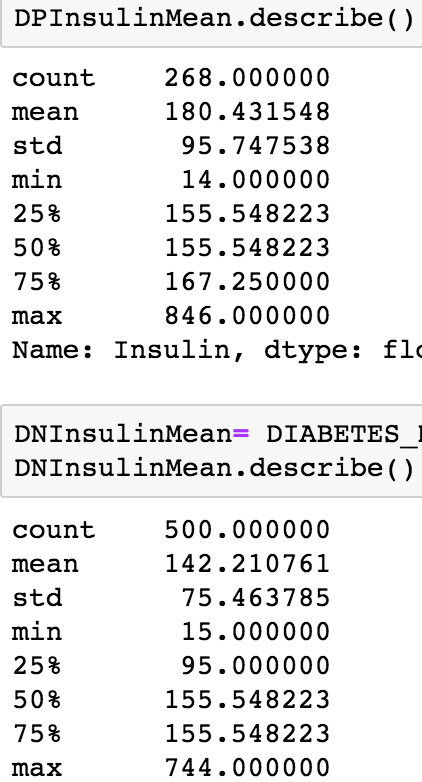 DPInsulinMean.describe()
count 268.000000
mean 180.431548
std 95.747538
min 14.000000
25% 155.548223
50% 155.548223
75% 167.250000
max 846.000000
Name: Insulin, dtype: flo
DNInsulinMean= DIABETES_
DNInsulinMean.describe()
count 500.000000
mean 142.210761
std 75.463785
min 15.000000
25% 95.000000
50% 155.548223
75% 155.548223
max 744.000000